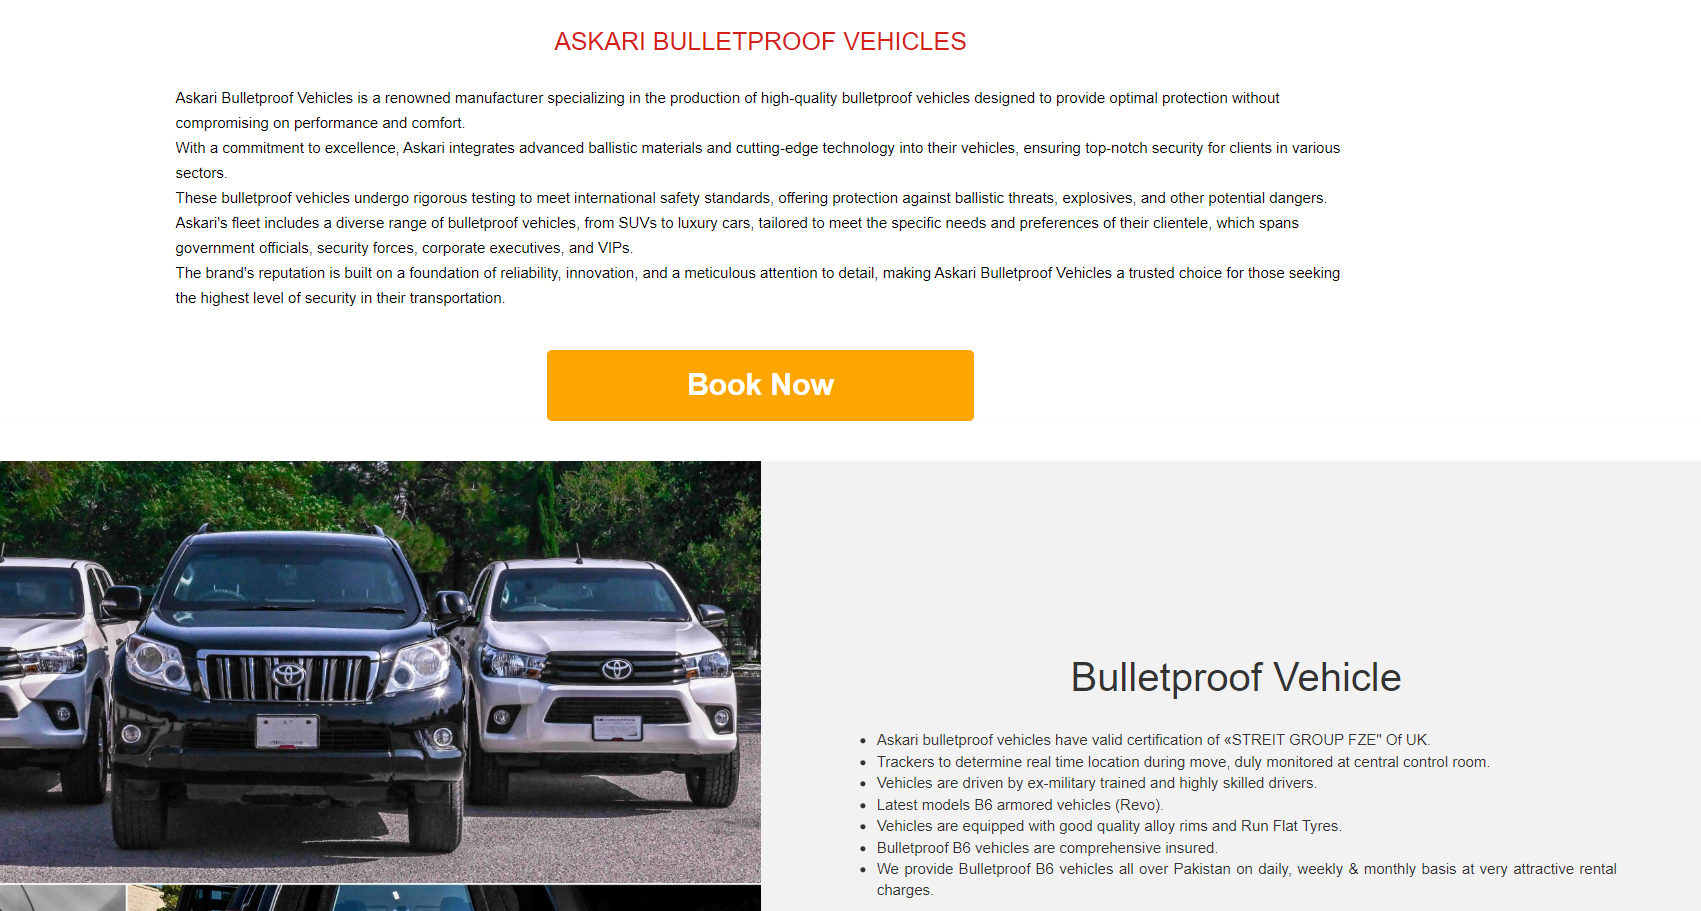 ASKARI BULLETPROOF VEHICLES
Askari Bulletproof Vehicles is a renowned manufacturer specializing in the production of high-quality bulletproof vehicles designed to provide optimal protection without
compromising on performance and comfort.
With a commitment to excellence, Askari integrates advanced ballistic materials and cutting-edge technology into their vehicles, ensuring top-notch security for clients in various
sectors.
These bulletproof vehicles undergo rigorous testing to meet international safety standards, offering protection against ballistic threats, explosives, and other potential dangers.
Askari's fleet includes a diverse range of bulletproof vehicles, from SUVs to luxury cars, tailored to meet the specific needs and preferences of their clientele, which spans
government officials, security forces, corporate executives, and VIPs.
The brand's reputation is built on a foundation of reliability, innovation, and a meticulous attention to detail, making Askari Bulletproof Vehicles a trusted choice for those seeking
the highest level of security in their transportation.
Book Now
Bulletproof Vehicle
• Askari bulletproof vehicles have valid certification of «STREIT GROUP FZE" Of UK.
• Trackers to determine real time location during move, duly monitored at central control room.
• Vehicles are driven by ex-military trained and highly skilled drivers.
• Latest models B6 armored vehicles (Revo).
• Vehicles are equipped with good quality alloy rims and Run Flat Tyres.
• Bulletproof B6 vehicles are comprehensive insured.
• We provide Bulletproof B6 vehicles all over Pakistan on daily, weekly & monthly basis at very attractive rental
charges.